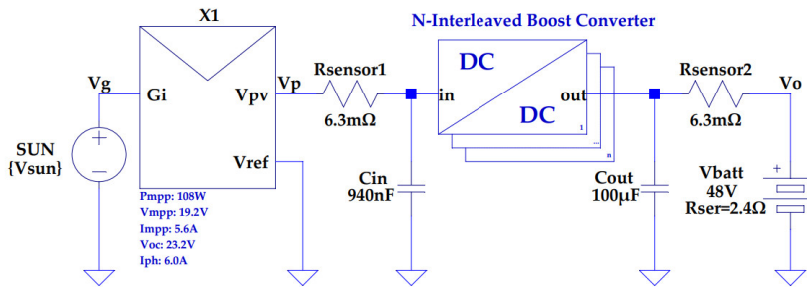 X1
N-Interleaved Boost Converter
Vg
Gi
Vpv
Vp
Vref
Rsensor1
6.3mΩ
in
DC
out
DC
1
...
n
Rsensor2
6.3mΩ
Vo
SUN
{Vsun}
+
Cin
940nF
Cout
100µF
+
Vbatt
48V
Rser=2.4Ω
Pmpp: 108W
Vmpp: 19.2V
Impp: 5.6A
Voc: 23.2V
Iph: 6.0A